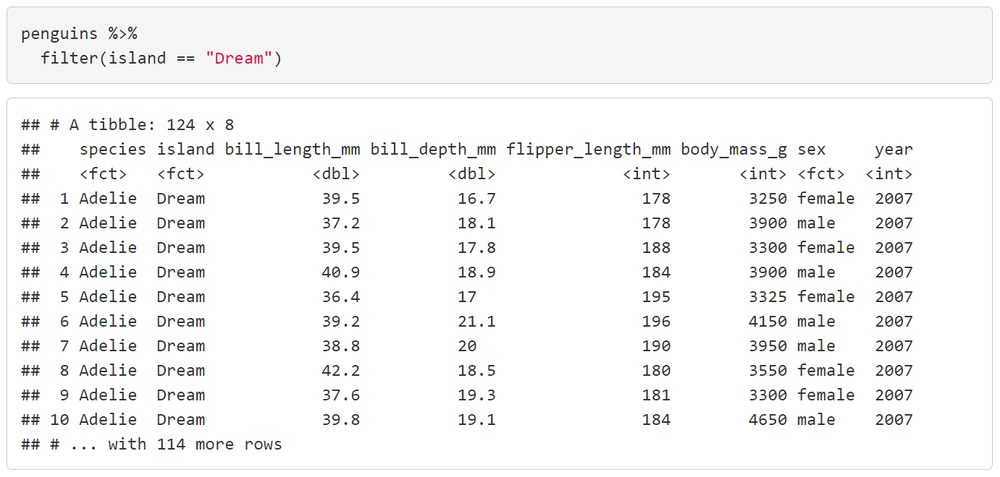 penguins %>%
  filter(island == "Dream")
## # A tibble: 124 x 8
##    species island bill_length_mm bill_depth_mm flipper_length_mm body_mass_g sex     year
##    <fct>   <fct>           <dbl>         <dbl>             <int>       <int> <fct>  <int>
##  1 Adelie  Dream            39.5          16.7               178        3250 female  2007
##  2 Adelie  Dream            37.2          18.1               178        3900 male    2007
##  3 Adelie  Dream            39.5          17.8               188        3300 female  2007
##  4 Adelie  Dream            40.9          18.9               184        3900 male    2007
##  5 Adelie  Dream            36.4          17                 195        3325 female  2007
##  6 Adelie  Dream            39.2          21.1               196        4150 male    2007
##  7 Adelie  Dream            38.8          20                 190        3950 male    2007
##  8 Adelie  Dream            42.2          18.5               180        3550 female  2007
##  9 Adelie  Dream            37.6          19.3               181        3300 female  2007
## 10 Adelie  Dream            39.8          19.1               184        4650 male    2007
## # ... with 114 more rows